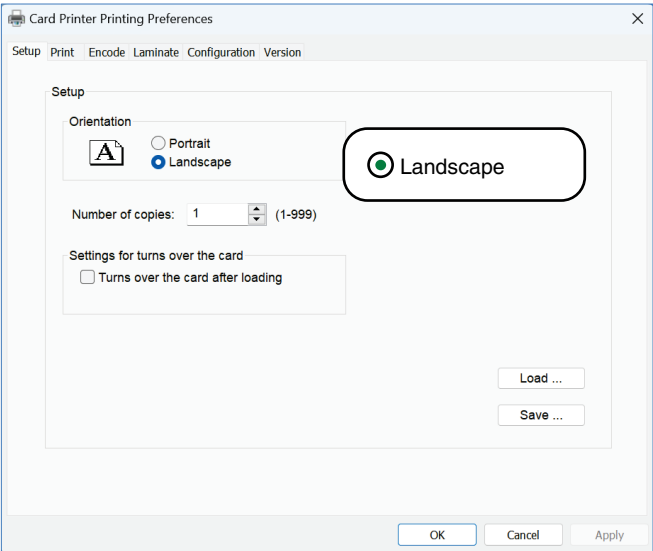 Card Printer Printing Preferences
Setup Print Encode Laminate Configuration Version
Setup
Orientation
A
Portrait
Landscape
Landscape
Number of copies: 1 (1-999)
Settings for turns over the card
Turns over the card after loading
Load ...
Save ...
OK Cancel Apply